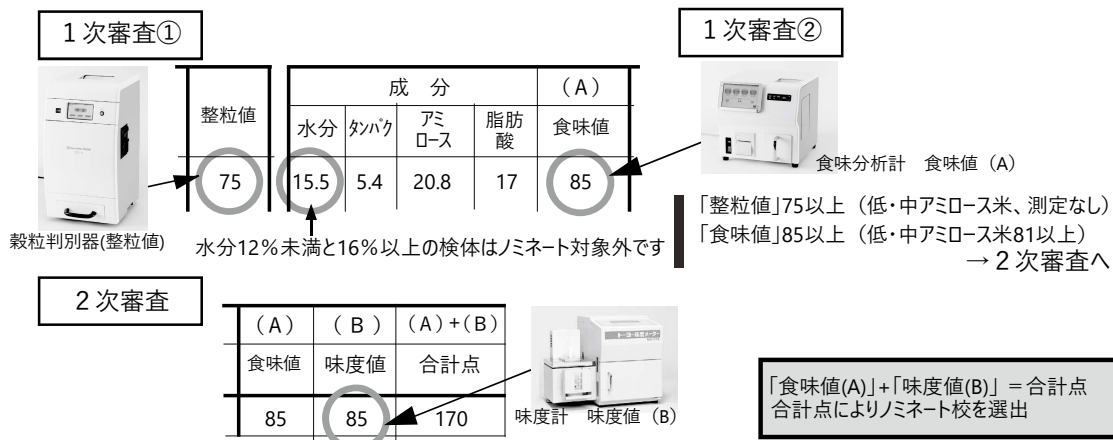 1次審査①
1次審査②
整粒値
成 分
(A)
水分
タンパク
アミロース
脂肪酸
食味値
75
15.5
5.4
20.8
17
85
穀粒判別器(整粒値)
水分12%未満と16%以上の検体はノミネート対象外です
食味分析計 食味値（A）
「整粒値」75以上（低・中アミロース米、測定なし）
「食味値」85以上（低・中アミロース米81以上）
→２次審査へ
２次審査
(A)
(B)
(A)+(B)
食味値
味度値
合計点
85
85
170
味度計 味度値（B）
「食味値(A)」+「味度値(B)」＝合計点
合計点によりノミネート校を選出